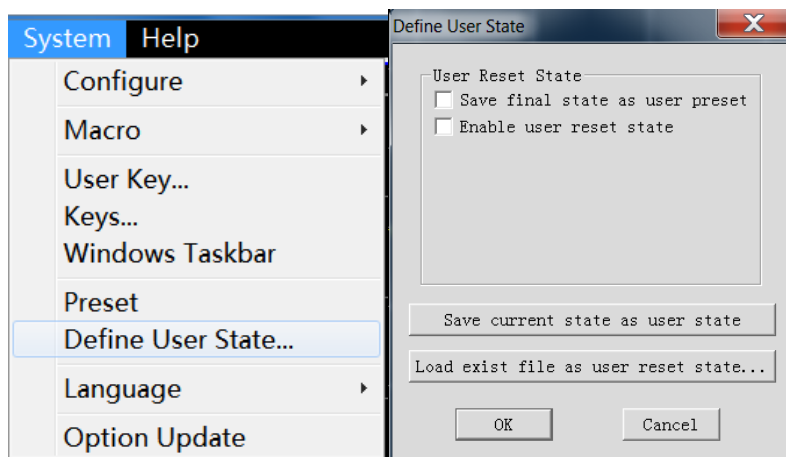 System Help
Configure
Macro
User Key...
Keys...
Windows Taskbar
Preset
Define User State...
Language
Option Update
Define User State
X
User Reset State
Save final state as user preset
Enable user reset state
Save current state as user state
Load exist file as user reset state...
OK Cancel